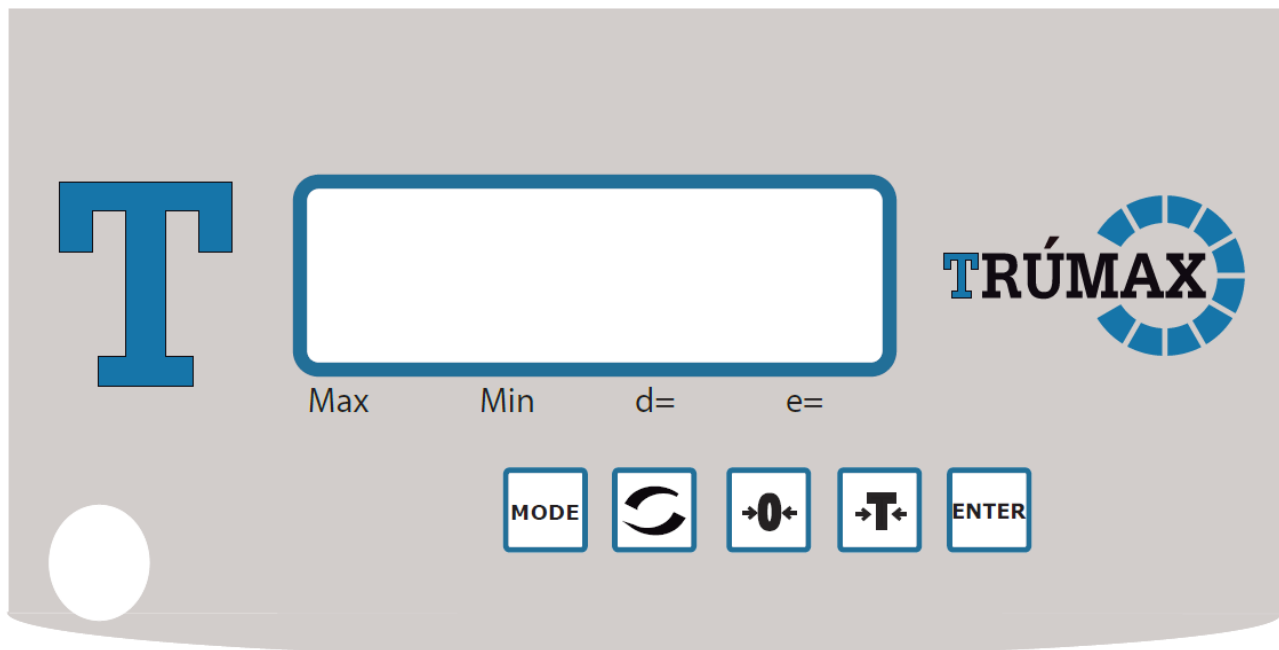 T
TRÚMAX
Max Min d= e=
MODE →0← →T← ENTER